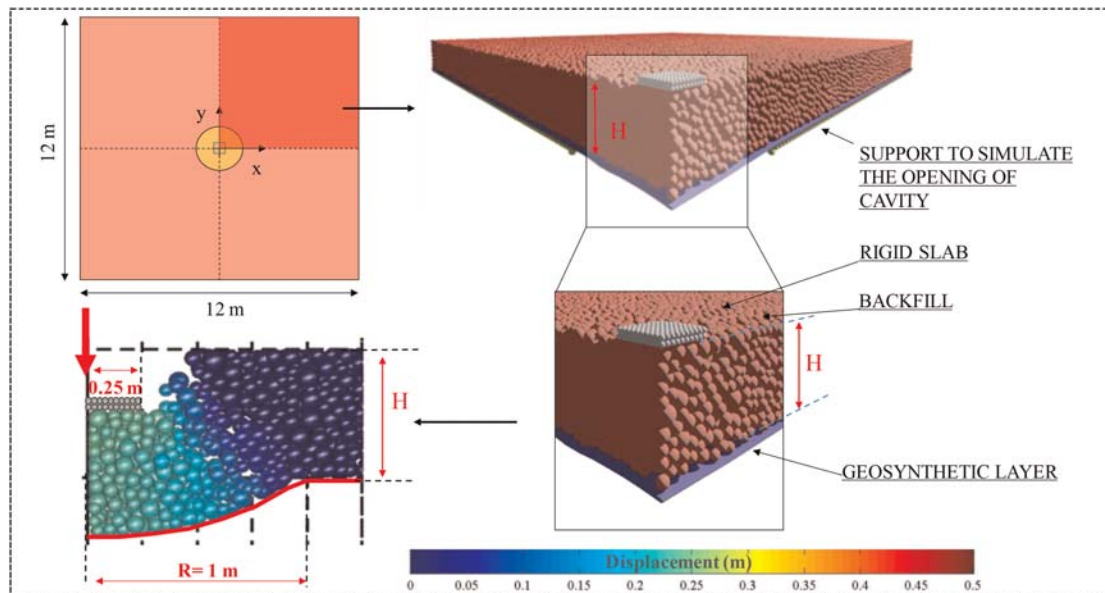 12 m
y
x
12 m
H
SUPPORT TO SIMULATE
THE OPENING OF
CAVITY
RIGID SLAB
BACKFILL
H
GEOSYNTHETIC LAYER
0.25 m
H
R= 1 m
Displacement (m)
0 0.05 0.1 0.15 0.2 0.25 0.3 0.35 0.4 0.45 0.5